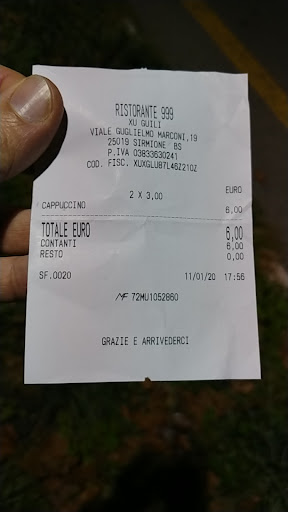 RISTORANTE 999
XU GUILI
VIALE GUGLIELMO MARCONI,19
25019 SIRMIONE BS
P.IVA 03833630241
COD. FISC. XUXGLU87L46Z210Z
EURO
2 X 3,00
CAPPUCCINO 6,00
TOTALE EURO 6,00
CONTANTI 6,00
RESTO 0,00
SF.0020 11/01/20 17:56
MF 72MU1052860
GRAZIE E ARRIVEDERCI